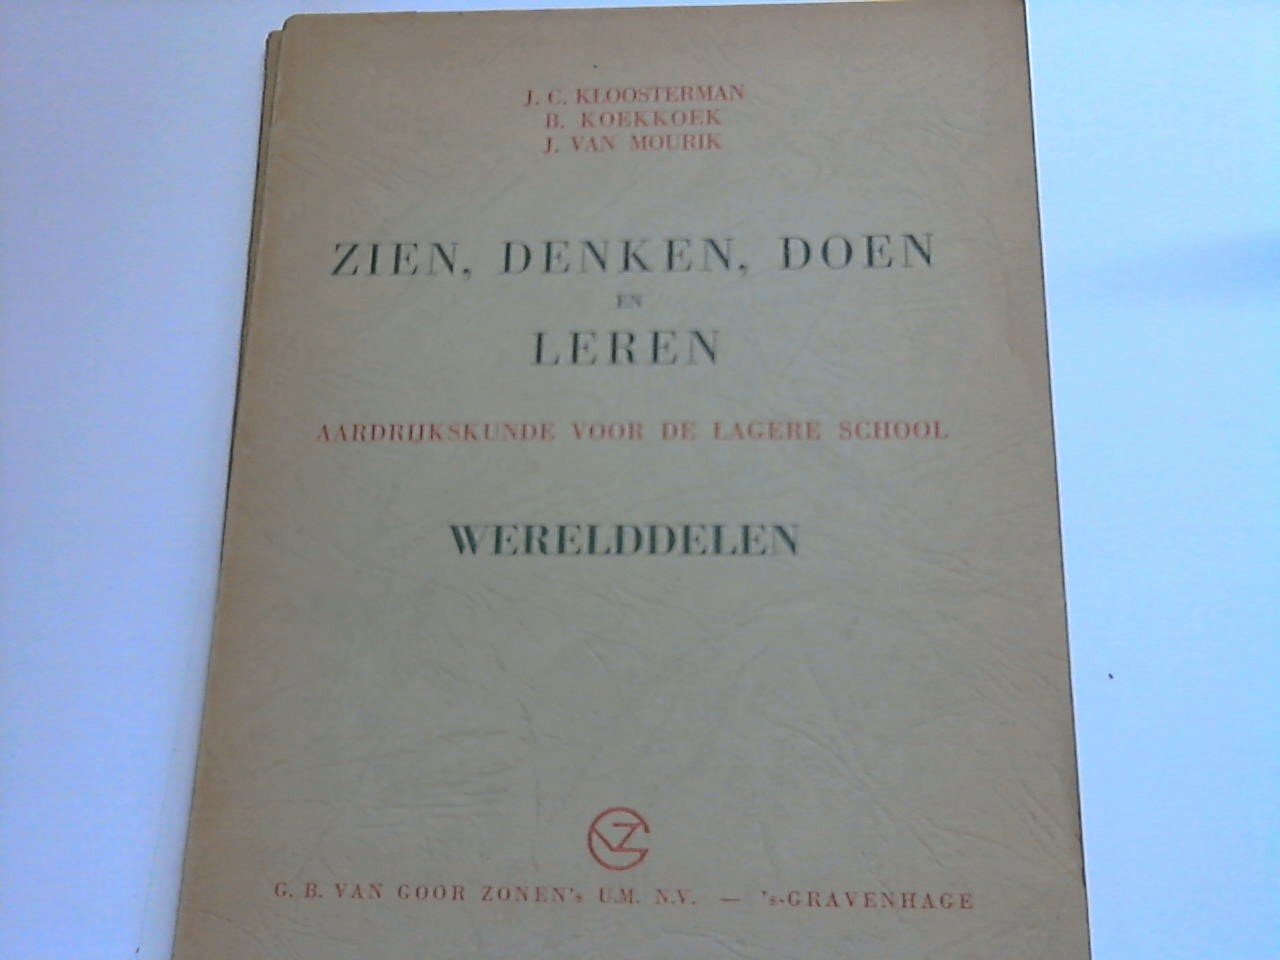 J. C. KLOOSTERMAN
B. KOEKKOEK
J. VAN MOURIK
ZIEN, DENKEN, DOEN
EN
LEREN
AARDRIJKSKUNDE VOOR DE LAGERE SCHOOL
WERELDDELEN
G. B. VAN GOOR ZONEN's U.M. N.V. — 's-GRAVENHAGE